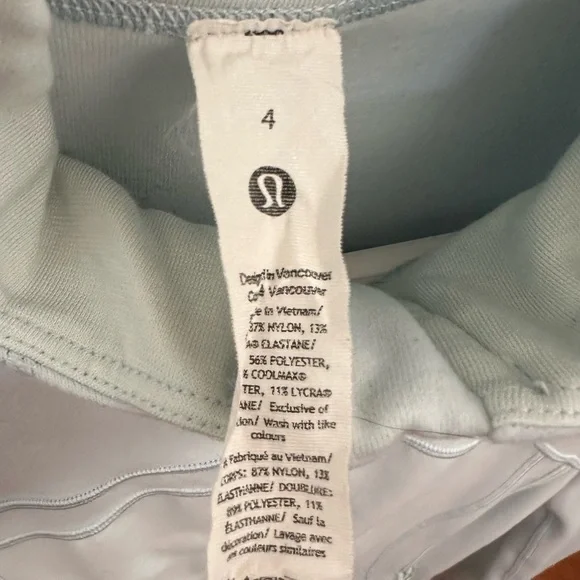 4
Design in Vancouver
Vancouver
in Vietnam/
87% NYLON, 13%
ELASTANE/
56% POLYESTER,
% COOLMAX®
TER, 11% LYCRA®
ANE/ Exclusive of
Wash with like
colours
Fabriqué au Vietnam/
CORPS: 87% NYLON, 13%
ÉLASTHANNE/ DOUBLURE:
89% POLYESTER, 11%
ÉLASTHANNE/ Sauf la
décoration/ Lavage avec
couleurs similaires